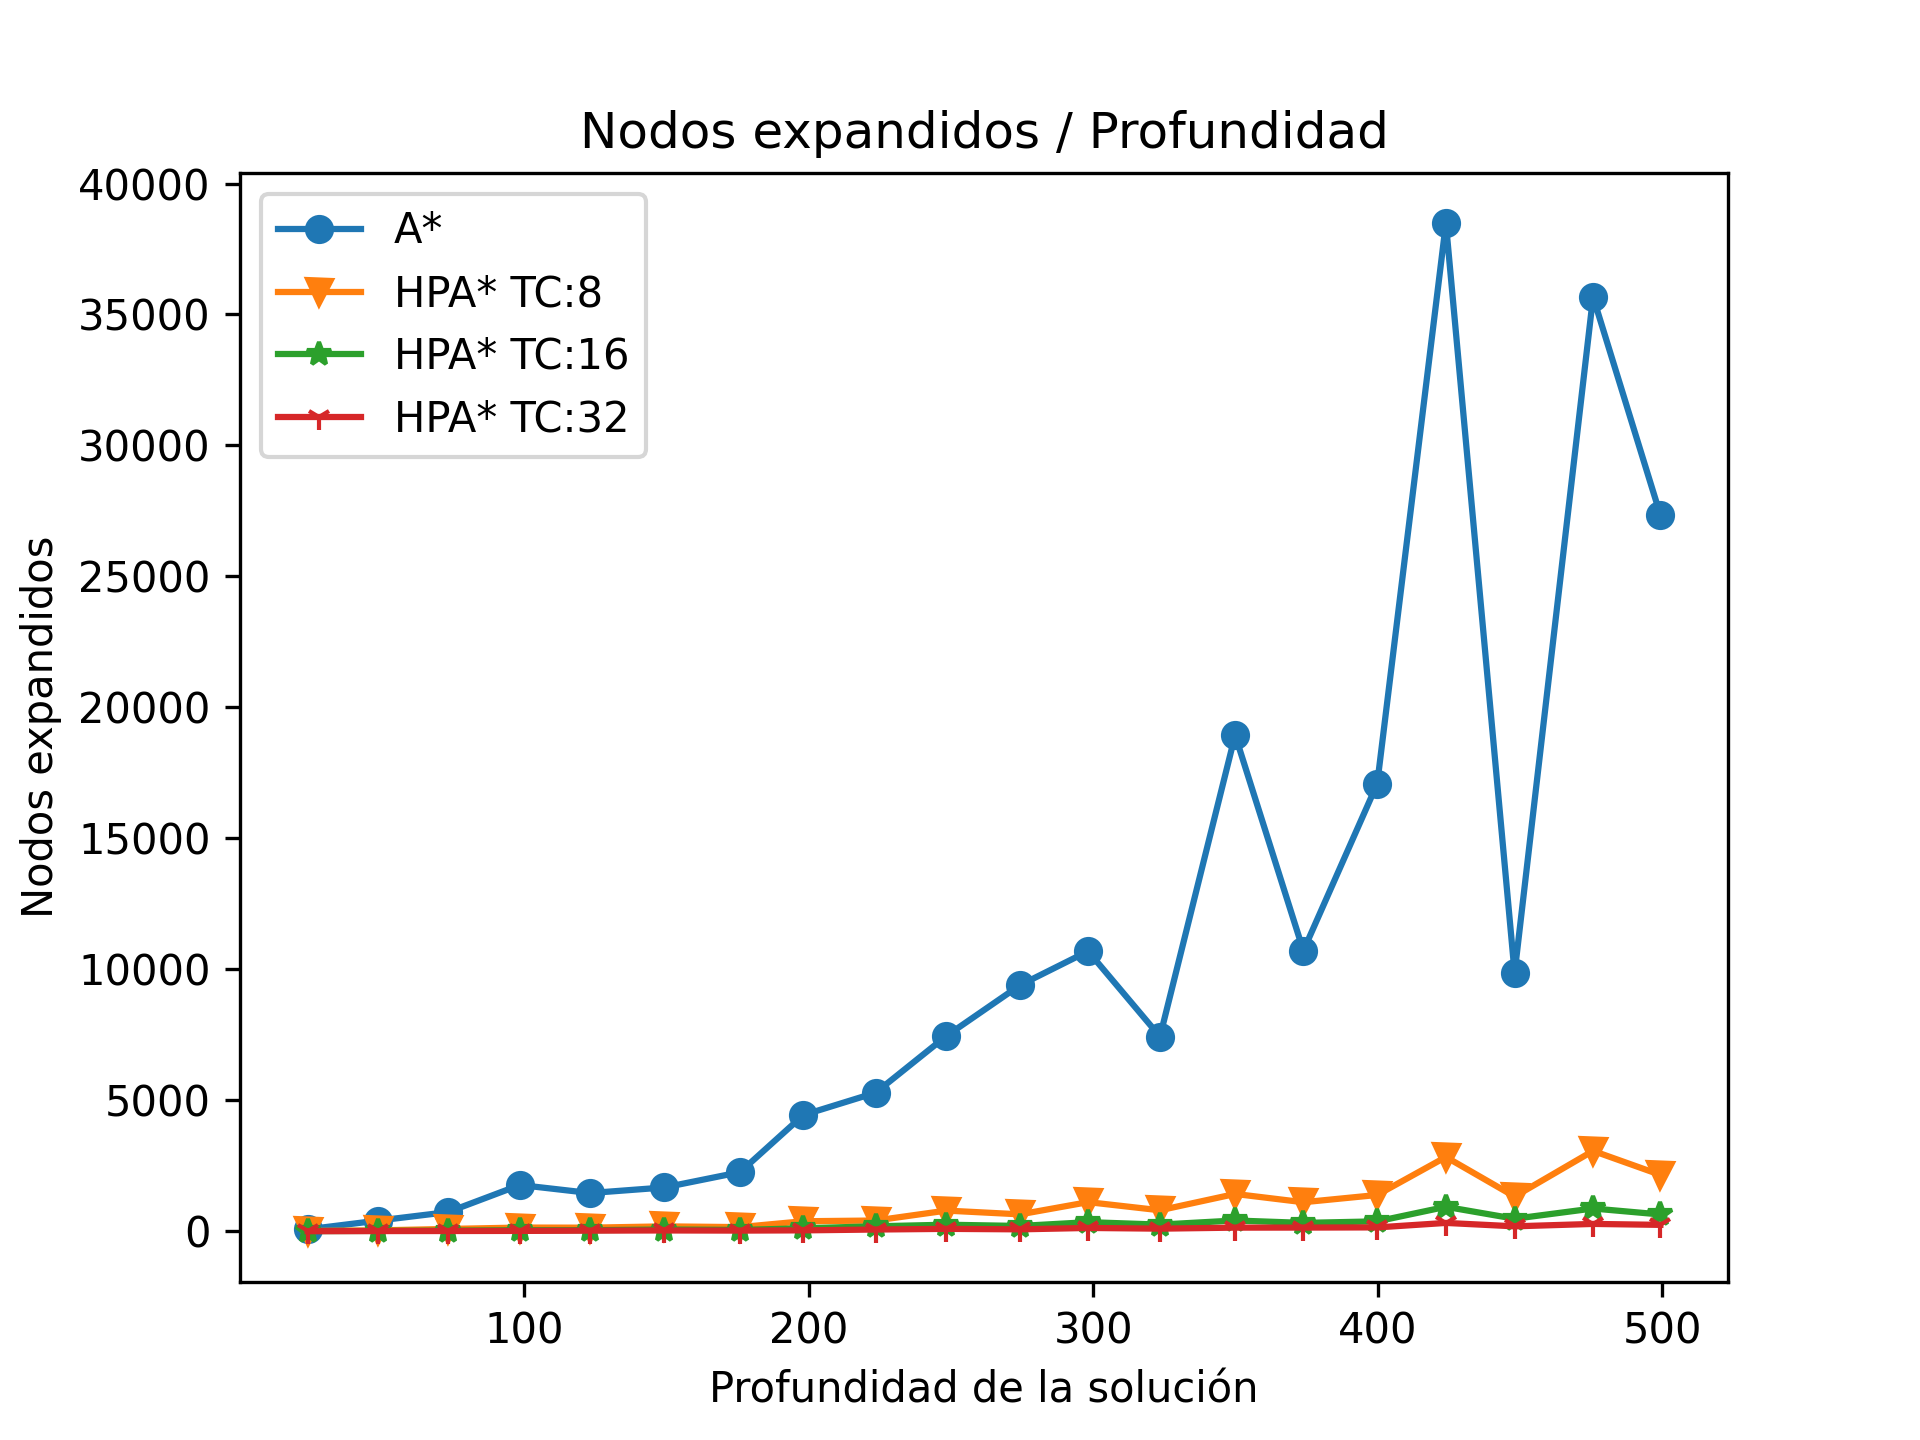 Nodos expandidos / Profundidad
40000
35000
30000
25000
20000
15000
10000
5000
0
Nodos expandidos
A*
HPA* TC:8
HPA* TC:16
HPA* TC:32
100 200 300 400 500
Profundidad de la solución